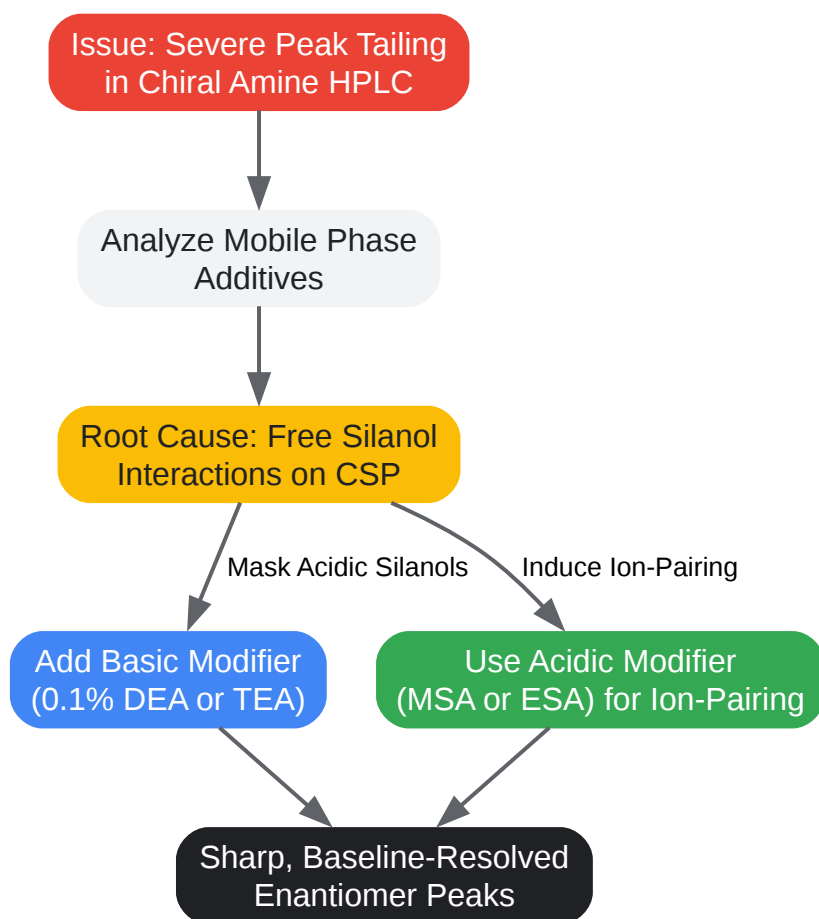 Issue: Severe Peak Tailing
in Chiral Amine HPLC
Analyze Mobile Phase
Additives
Root Cause: Free Silanol
Interactions on CSP
Mask Acidic Silanols
Induce Ion-Pairing
Add Basic Modifier
(0.1% DEA or TEA)
Use Acidic Modifier
(MSA or ESA) for Ion-Pairing
Sharp, Baseline-Resolved
Enantiomer Peaks